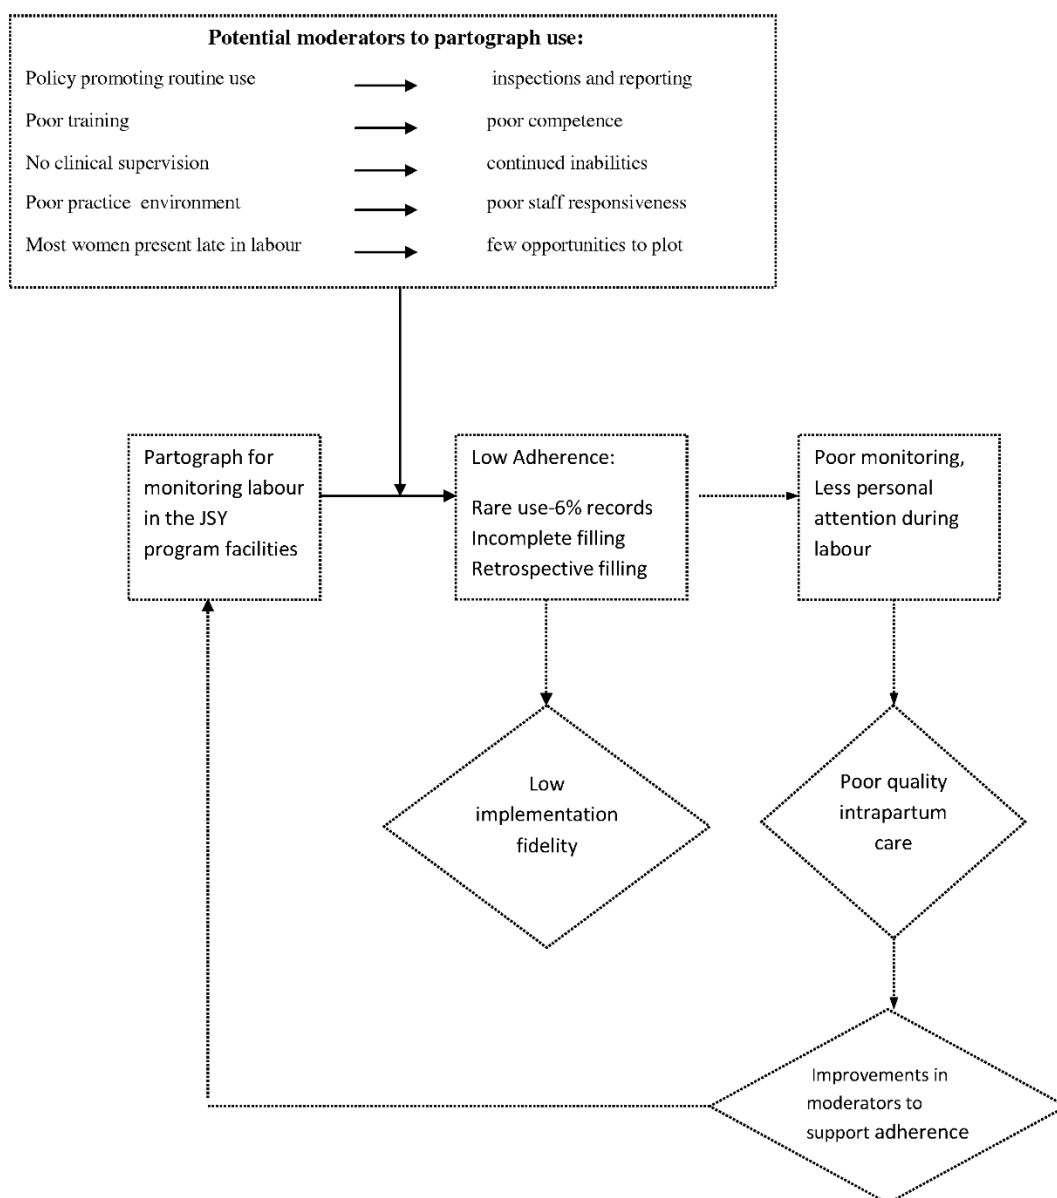 Potential moderators to partograph use:
Policy promoting routine use inspections and reporting
Poor training poor competence
No clinical supervision continued inabilities
Poor practice environment poor staff responsiveness
Most women present late in labour few opportunities to plot
Partograph for
monitoring labour
in the JSY
program facilities
Low Adherence:
Rare use-6% records
Incomplete filling
Retrospective filling
Poor monitoring,
Less personal
attention during
labour
Low
implementation
fidelity
Poor quality
intrapartum
care
Improvements in
moderators to
support adherence